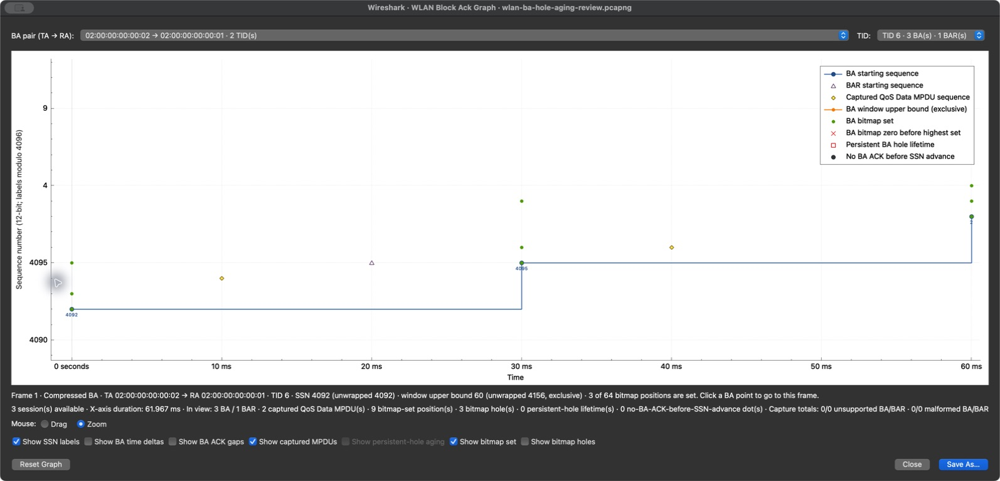 Wireshark · WLAN Block Ack Graph · wlan-ba-hole-aging-review.pcapng
BA pair (TA → RA): 02:00:00:00:00:02 → 02:00:00:00:00:01 · 2 TID(s) TID: TID 6 · 3 BA(s) · 1 BAR(s)
BA starting sequence
BAR starting sequence
Captured QoS Data MPDU sequence
BA window upper bound (exclusive)
BA bitmap set
BA bitmap zero before highest set
Persistent BA hole lifetime
No BA ACK before SSN advance
Sequence number (12-bit; labels modulo 4096)
9
4
4095
4090
4092
4095
2
0 seconds 10 ms 20 ms 30 ms 40 ms 50 ms 60 ms
Time
Frame 1 · Compressed BA · TA 02:00:00:00:00:02 → RA 02:00:00:00:00:01 · TID 6 · SSN 4092 (unwrapped 4092) · window upper bound 60 (unwrapped 4156, exclusive) · 3 of 64 bitmap positions are set. Click a BA point to go to this frame.
3 session(s) available · X-axis duration: 61.967 ms · In view: 3 BA / 1 BAR · 2 captured QoS Data MPDU(s) · 9 bitmap-set position(s) · 3 bitmap hole(s) · 0 persistent-hole lifetime(s) · 0 no-BA-ACK-before-SSN-advance dot(s) · Capture totals: 0/0 unsupported BA/BAR · 0/0 malformed BA/BAR
Mouse: Drag Zoom
Show SSN labels Show BA time deltas Show BA ACK gaps Show captured MPDUs Show persistent-hole aging Show bitmap set Show bitmap holes
Reset Graph Close Save As...